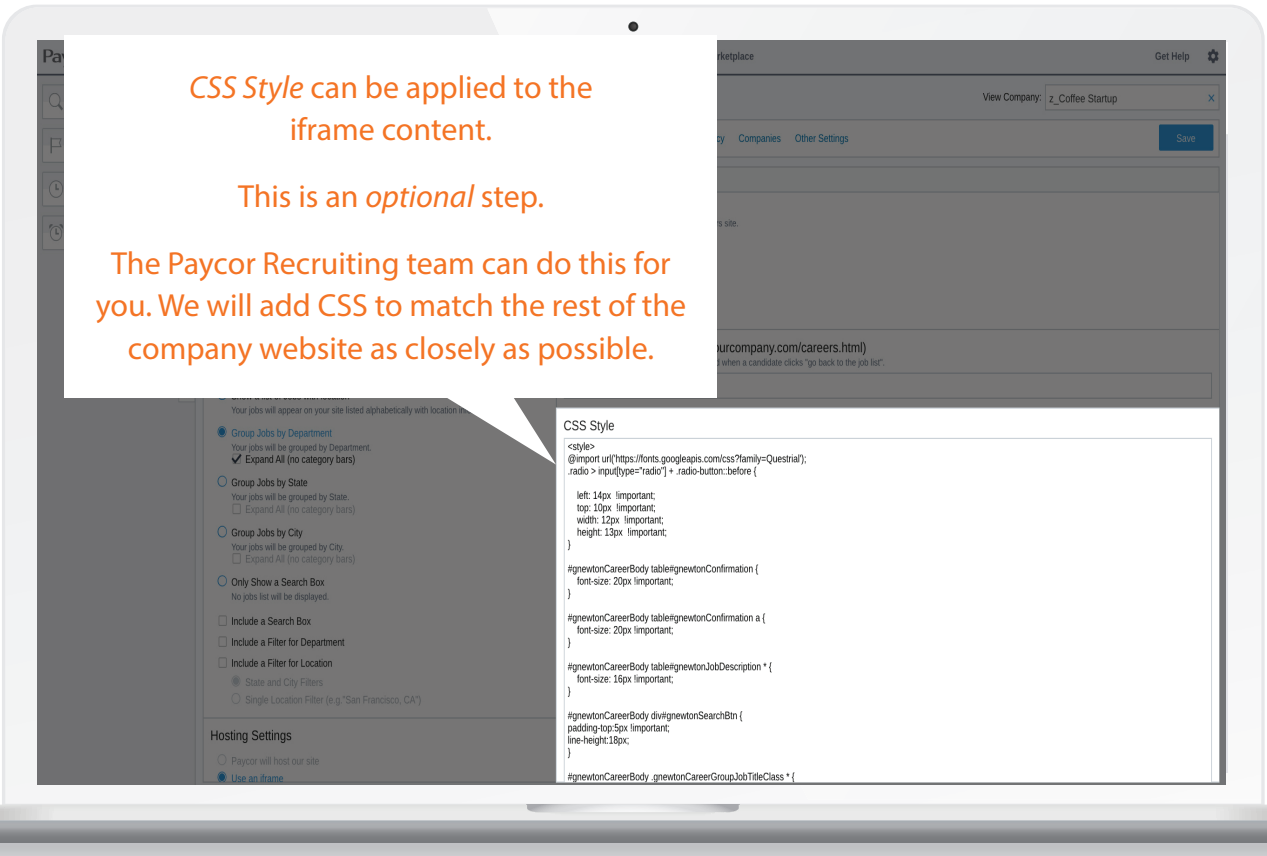 Pa
rketplace
Get Help
View Company:
z_Coffee Startup
X
cy
Companies
Other Settings
Save
CSS Style can be applied to the
iframe content.
This is an optional step.
The Paycor Recruiting team can do this for
you. We will add CSS to match the rest of the
company website as closely as possible.
s site.
ourcompany.com/careers.html)
d when a candidate clicks "go back to the job list".
Show a list of Jobs with location
Your jobs will appear on your site listed alphabetically with location in
Group Jobs by Department
Your jobs will be grouped by Department.
Expand All (no category bars)
Group Jobs by State
Your jobs will be grouped by State.
Expand All (no category bars)
Group Jobs by City
Your jobs will be grouped by City.
Expand All (no category bars)
Only Show a Search Box
No jobs list will be displayed.
Include a Search Box
Include a Filter for Department
Include a Filter for Location
State and City Filters
Single Location Filter (e.g."San Francisco, CA")
Hosting Settings
Paycor will host our site
Use an iframe
CSS Style
<style>
@import url('https://fonts.googleapis.com/css?family=Questrial');
.radio > input[type="radio"] + .radio-button::before {
left: 14px !important;
top: 10px !important;
width: 12px !important;
height: 13px !important;
}
#gnewtonCareerBody table#gnewtonConfirmation {
font-size: 20px !important;
}
#gnewtonCareerBody table#gnewtonConfirmation a {
font-size: 20px !important;
}
#gnewtonCareerBody table#gnewtonJobDescription * {
font-size: 16px !important;
}
#gnewtonCareerBody div#gnewtonSearchBtn {
padding-top:5px !important;
line-height:18px;
}
#gnewtonCareerBody .gnewtonCareerGroupJobTitleClass * {